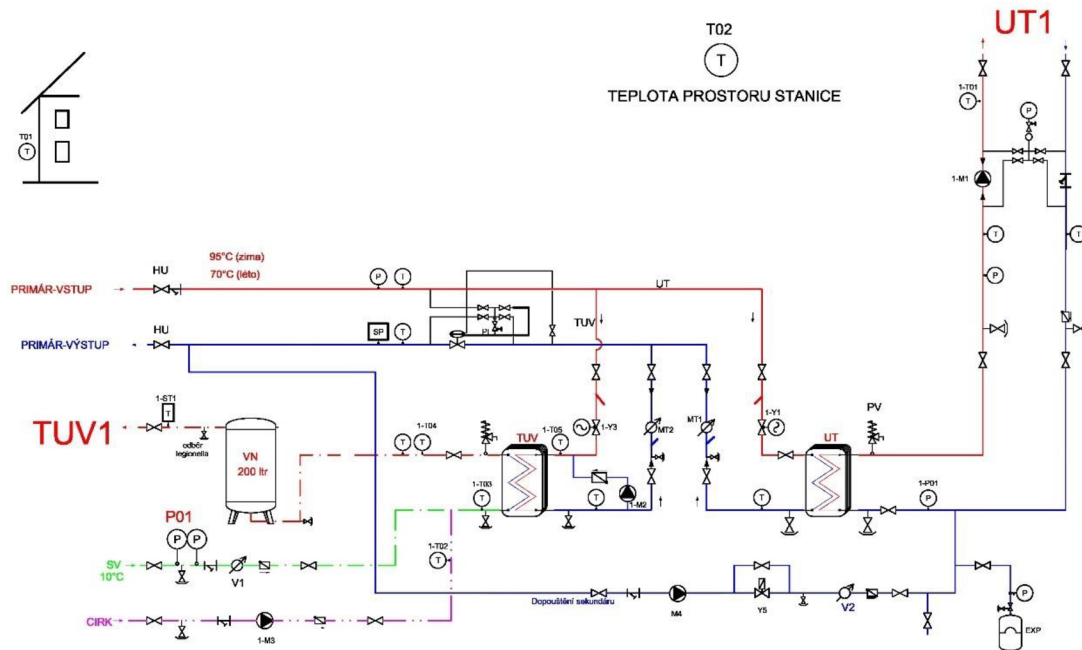 UT1
T02
T
TEPLOTA PROSTORU STANICE
1-T01
T
P
T01
T
1-M1
T
T
P
95°C (zima)
70°C (léto)
HU
PRIMÁR-VSTUP
P
T
UT
TUV
HU
PRIMÁR-VÝSTUP
SP
T
PI
1-ST1
T
TUV1
odběr
legionella
VN
200 ltr
T
1-T04
T
TUV
1-T05
T
1-Y3
MT2
MT1
1-Y1
UT
PV
1-T03
T
T
1-M2
T
1-P01
P
P01
P
P
SV
10°C
V1
1-T02
T
Dopouštění sekundáru
M4
Y5
V2
P
EXP
CIRK
1-M3